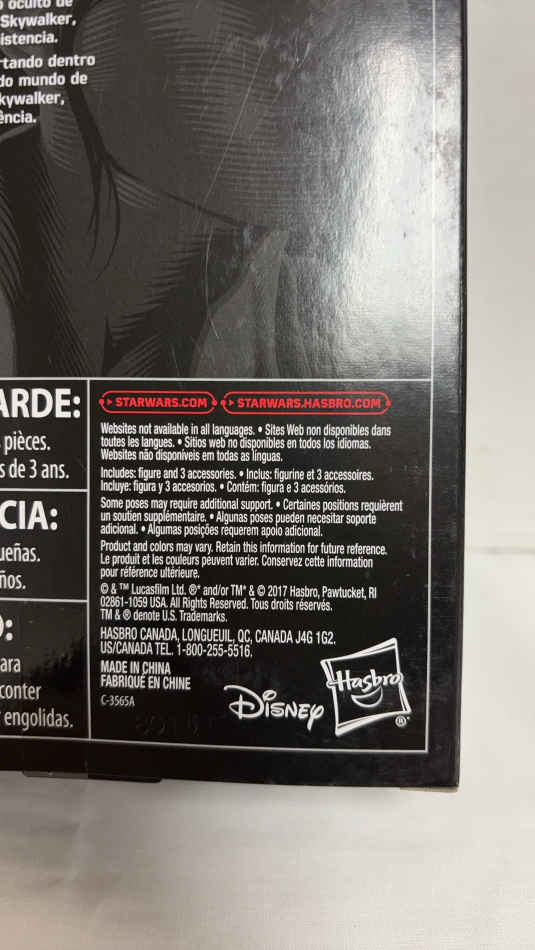 oculto de
Skywalker,
istencia.
rtando dentro
do mundo de
kywalker,
ência.
ARDE:
pièces.
s de 3 ans.
CIA:
ueñas.
ños.
O:
ara
conter
engolidas.
STARWARS.COM STARWARS.HASBRO.COM
Websites not available in all languages. • Sites Web non disponibles dans
toutes les langues. • Sitios web no disponibles en todos los idiomas.
Websites não disponíveis em todas as línguas.
Includes: figure and 3 accessories. • Inclus: figurine et 3 accessoires.
Incluye: figura y 3 accesorios. • Contém: figura e 3 acessórios.
Some poses may require additional support. • Certaines positions requièrent
un soutien supplémentaire. • Algunas poses pueden necesitar soporte
adicional. • Algumas posições requerem apoio adicional.
Product and colors may vary. Retain this information for future reference.
Le produit et les couleurs peuvent varier. Conservez cette information
pour référence ultérieure.
© & ™ Lucasfilm Ltd. ®* and/or TM* & © 2017 Hasbro, Pawtucket, RI
02861-1059 USA. All Rights Reserved. Tous droits réservés.
TM & ® denote U.S. Trademarks.
HASBRO CANADA, LONGUEUIL, QC, CANADA J4G 1G2.
US/CANADA TEL. 1-800-255-5516.
MADE IN CHINA
FABRIQUÉ EN CHINE
C-3565A
Disney
Hasbro
®*